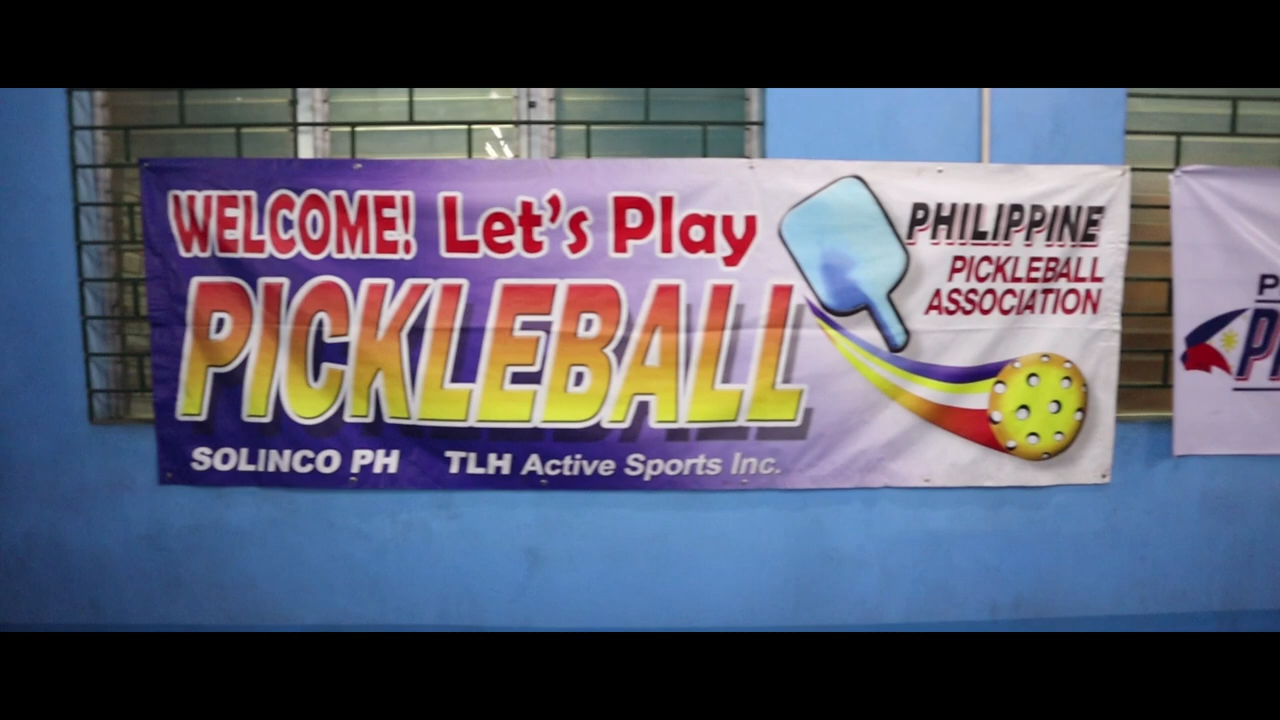 WELCOME! Let's Play
PICKLEBALL
SOLINCO PH TLH Active Sports Inc.
PHILIPPINE
PICKLEBALL
ASSOCIATION